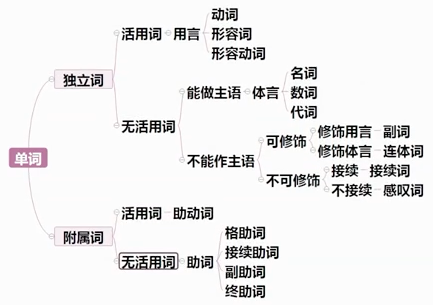 单词
独立词
活用词
用言
动词
形容词
形容动词
无活用词
能做主语
体言
名词
数词
代词
不能作主语
可修饰
修饰用言
副词
修饰体言
连体词
不可修饰
接续
接续词
不接续
感叹词
附属词
活用词
助动词
无活用词
助词
格助词
接续助词
副助词
终助词